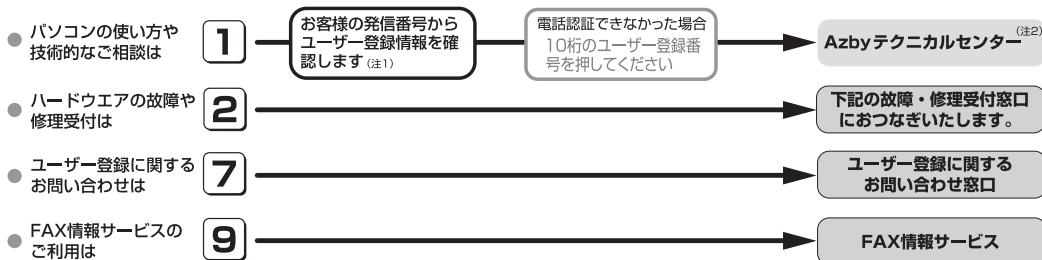 パソコンの使い方や
技術的なご相談は
1
お客様の発信番号から
ユーザー登録情報を確
認します(注1)
電話認証できなかった場合
10桁のユーザー登録番
号を押してください
Azbyテクニカルセンター(注2)
ハードウエアの故障や
修理受付は
2
下記の故障・修理受付窓口
におつなぎいたします。
ユーザー登録に関する
お問い合わせは
7
ユーザー登録に関する
お問い合わせ窓口
FAX情報サービスの
ご利用は
9
FAX情報サービス